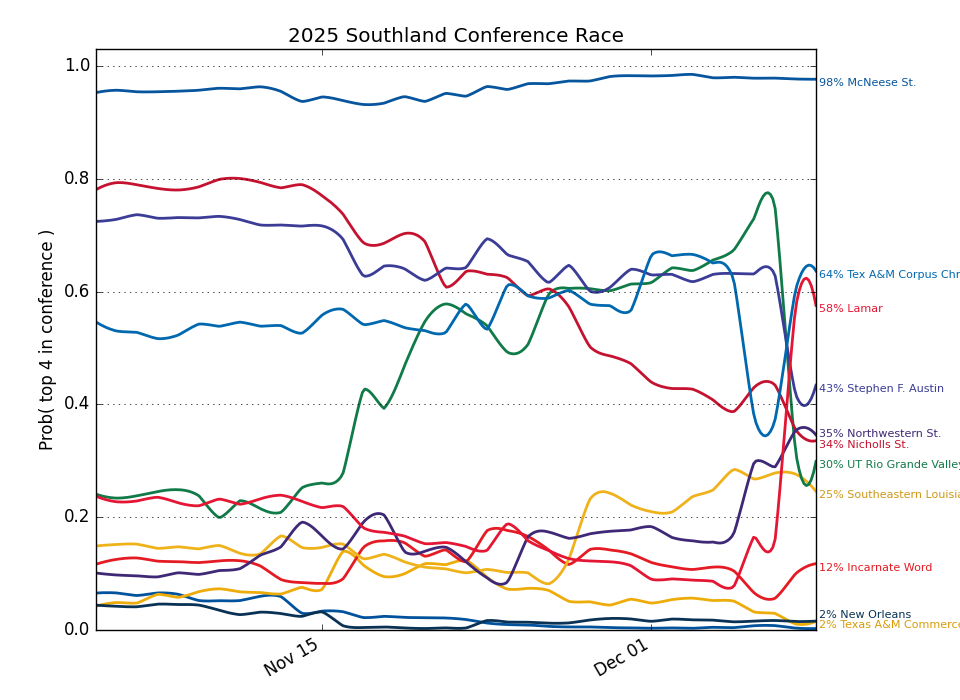 2025 Southland Conference Race
1.0
0.8
0.6
0.4
0.2
0.0
Prob( top 4 in conference )
Nov 15
Dec 01
98% McNeese St.
64% Tex A&M Corpus Chr
58% Lamar
43% Stephen F. Austin
35% Northwestern St.
34% Nicholls St.
30% UT Rio Grande Valley
25% Southeastern Louisia
12% Incarnate Word
2% New Orleans
2% Texas A&M Commerce